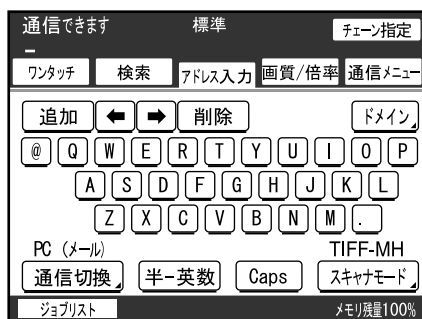 通信できます 標準 チェーン指定
ワンタッチ 検索 アドレス入力 画質/倍率 通信メニュー
追加 ← → 削除 ドメイン
@ Q W E R T Y U I O P
A S D F G H J K L
Z X C V B N M .
PC (メール) TIFF-MH
通信切換 半-英数 Caps スキャナモード
ジョブリスト メモリ残量100%